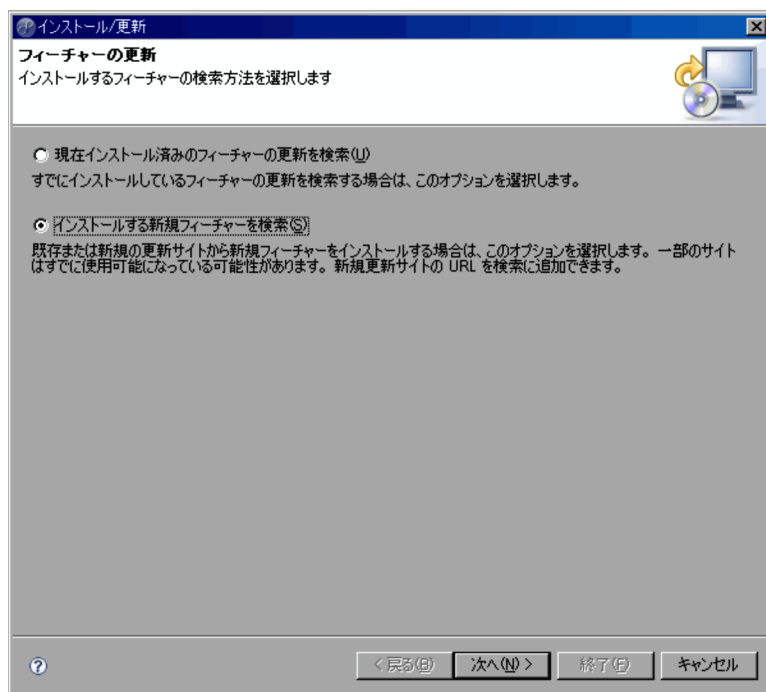 インストール/更新
フィーチャーの更新
インストールするフィーチャーの検索方法を選択します
現在インストール済みのフィーチャーの更新を検索(U)
すでにインストールしているフィーチャーの更新を検索する場合は、このオプションを選択します。
インストールする新規フィーチャーを検索(S)
既存または新規の更新サイトから新規フィーチャーをインストールする場合は、このオプションを選択します。一部のサイト
はすでに使用可能になっている可能性があります。新規更新サイトの URL を検索に追加できます。
? < 戻る(B) 次へ(N) > 終了(F) キャンセル